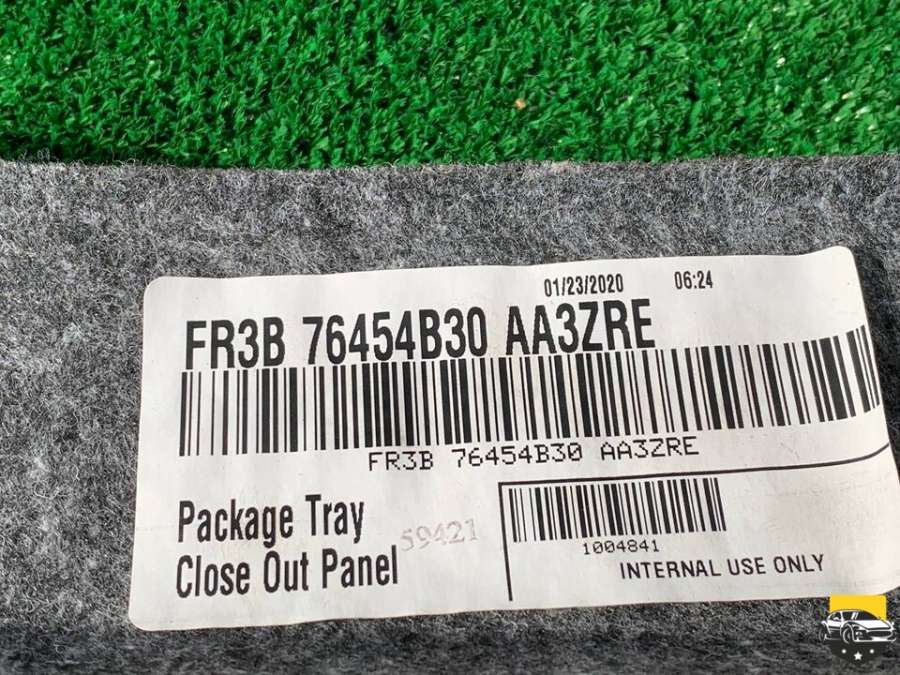 01/23/2020 06:24
FR3B 76454B30 AA3ZRE
FR3B 76454B30 AA3ZRE
Package Tray
Close Out Panel
59421
1004841
INTERNAL USE ONLY